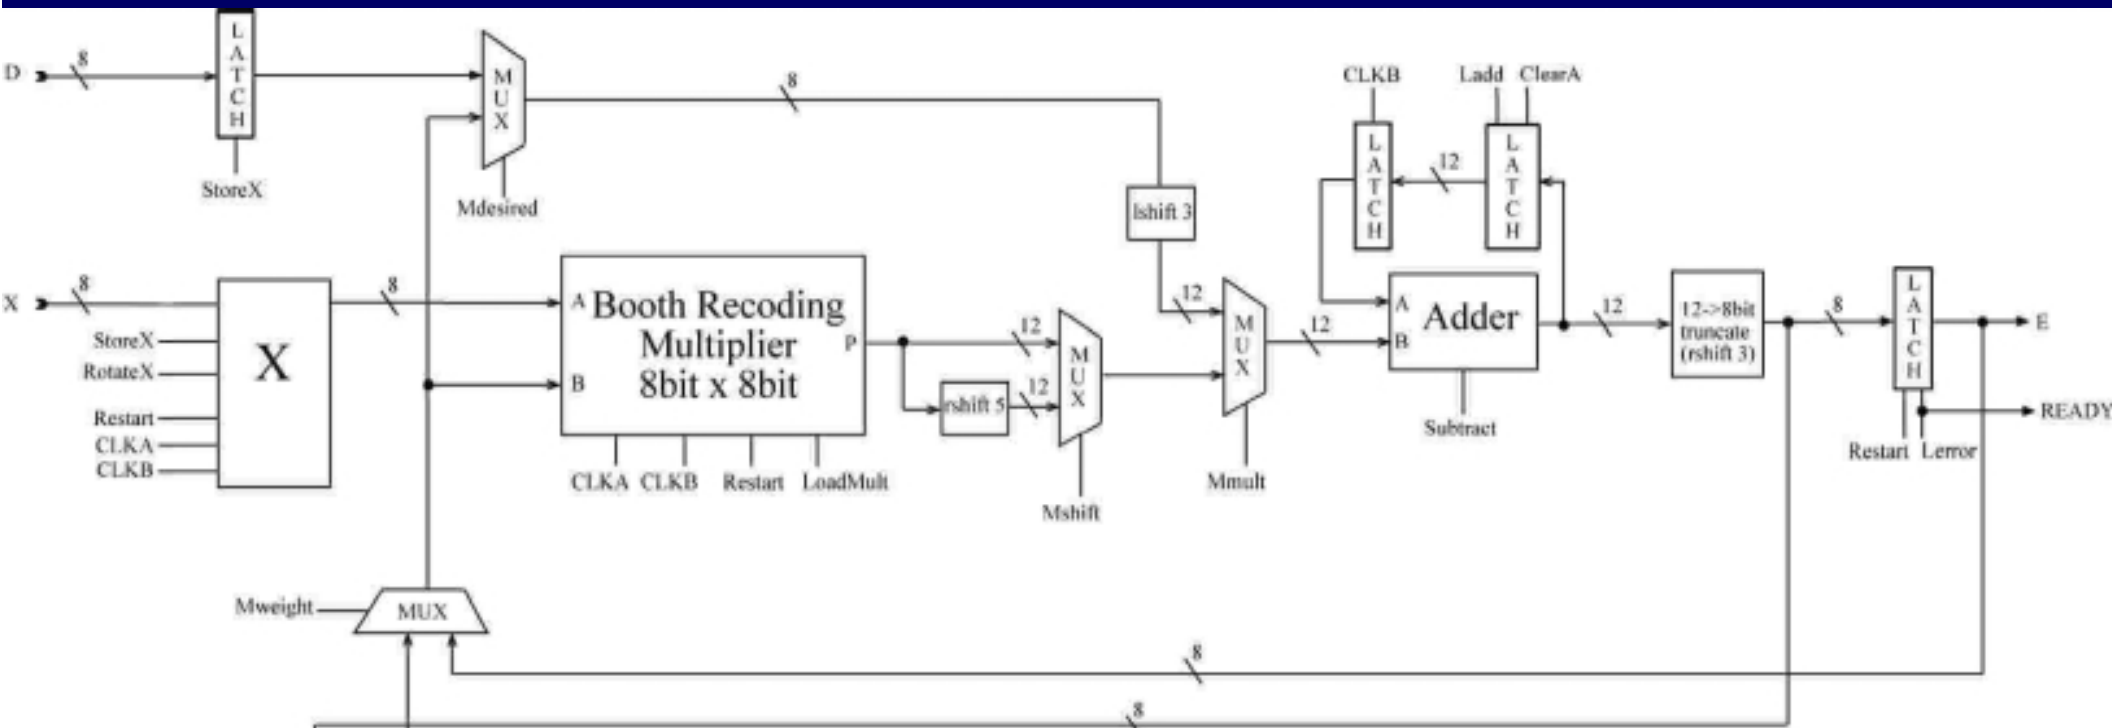 D
8
LATCH
StoreX
MUX
Mdesired
8
CLKB
Ladd
ClearA
LATCH
12
LATCH
lshift 3
X
8
StoreX
RotateX
Restart
CLKA
CLKB
X
8
A
B
P
Booth Recoding
Multiplier
8bit x 8bit
CLKA
CLKB
Restart
LoadMult
12
rshift 5
12
MUX
Mshift
12
MUX
Mmult
12
A
B
Adder
Subtract
12
12->8bit
truncate
(rshift 3)
8
LATCH
E
READY
Restart
Lerror
Mweight
MUX
8
8